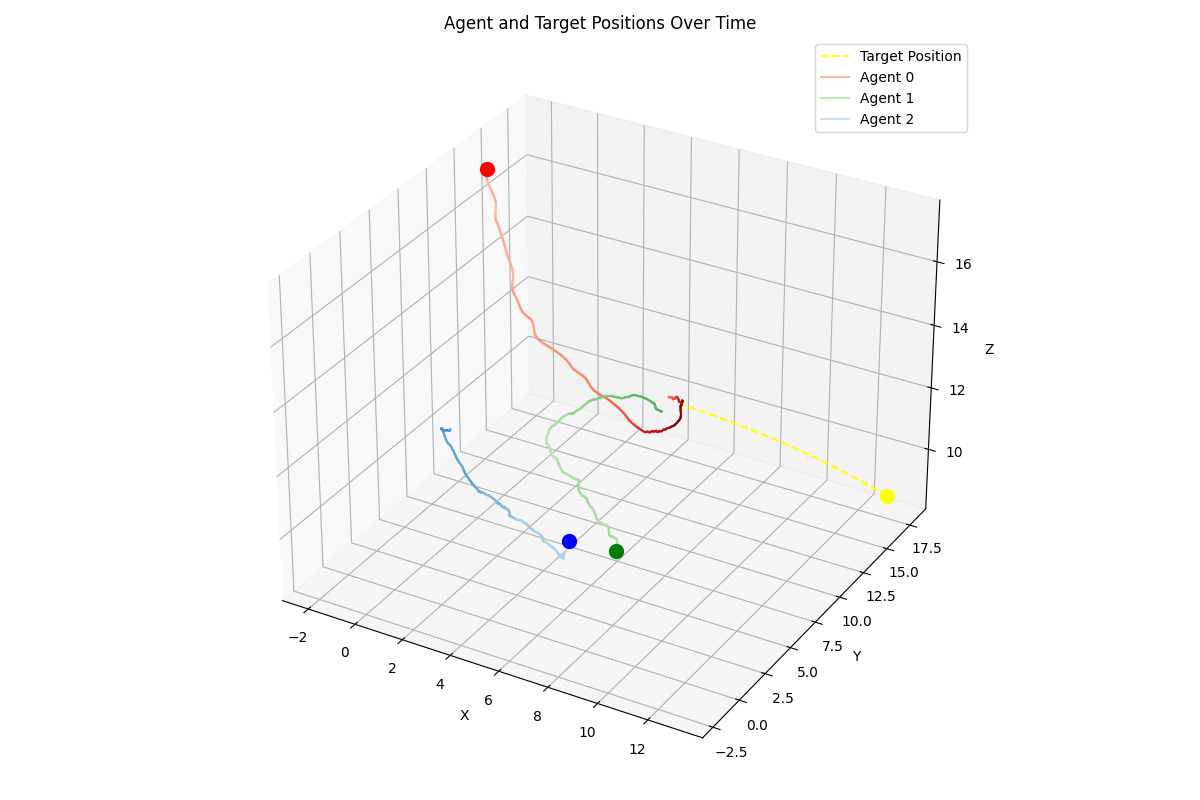 Agent and Target Positions Over Time
Target Position
Agent 0
Agent 1
Agent 2
16
14
12
10
Z
17.5
15.0
12.5
10.0
7.5
5.0
2.5
0.0
−2.5
Y
−2
0
2
4
6
8
10
12
X